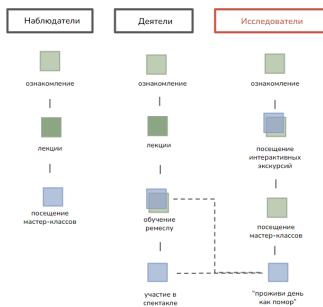 Наблюдатели
Деятели
Исследователи
ознакомление
ознакомление
ознакомление
лекции
лекции
посещение
интерактивных
экскурсий
посещение
мастер-классов
обучение
ремеслу
посещение
мастер-классов
участие в
спектакле
"проживи день
как помор"